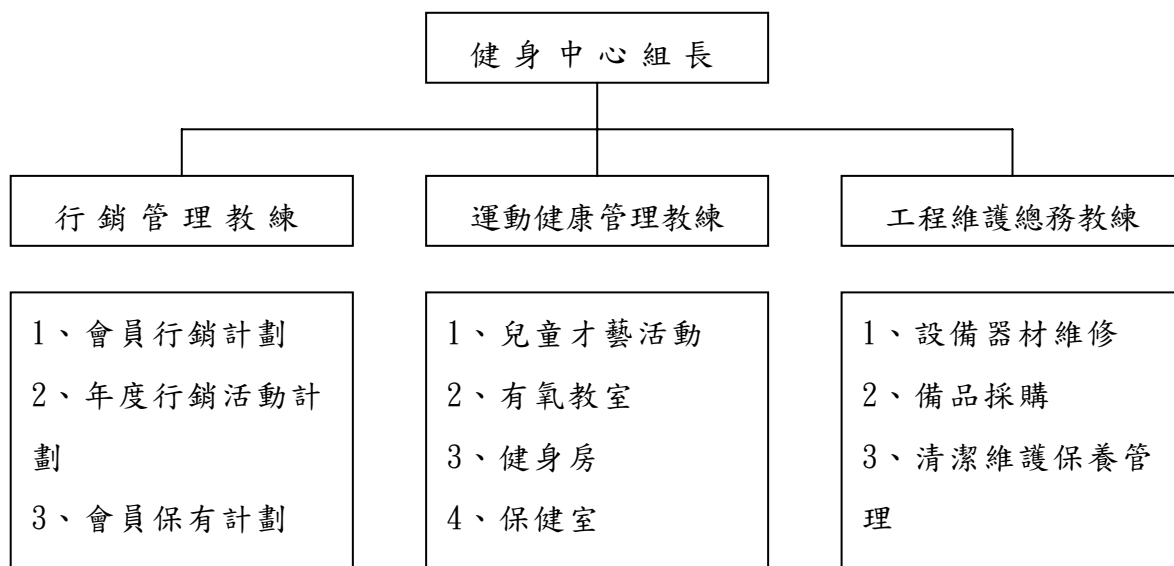 健身中心組長
行銷管理教練
運動健康管理教練
工程維護總務教練
1、會員行銷計劃
2、年度行銷活動計
劃
3、會員保有計劃
1、兒童才藝活動
2、有氧教室
3、健身房
4、保健室
1、設備器材維修
2、備品採購
3、清潔維護保養管
理